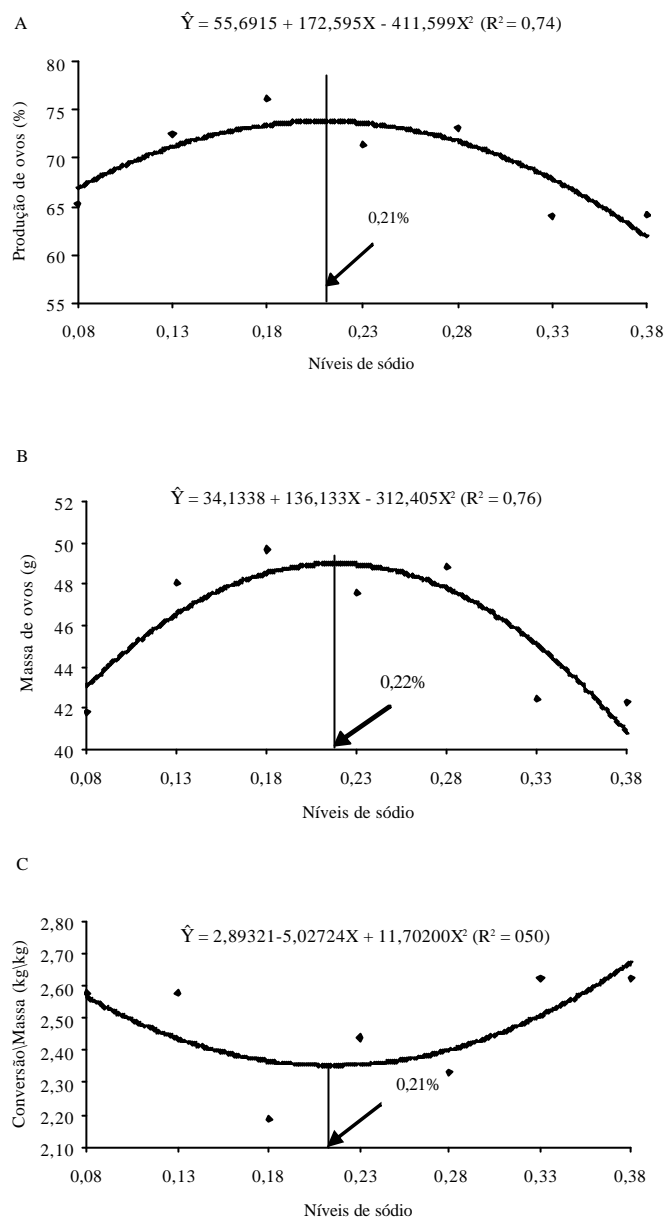 A
Ŷ = 55,6915 + 172,595X - 411,599X² (R² = 0,74)
80
75
70
65
60
55
Produção de ovos (%)
0,21%
0,08 0,13 0,18 0,23 0,28 0,33 0,38
Níveis de sódio
B
Ŷ = 34,1338 + 136,133X - 312,405X² (R² = 0,76)
52
50
48
46
44
42
40
Massa de ovos (g)
0,22%
0,08 0,13 0,18 0,23 0,28 0,33 0,38
Níveis de sódio
C
Ŷ = 2,89321-5,02724X + 11,70200X² (R² = 050)
2,80
2,70
2,60
2,50
2,40
2,30
2,20
2,10
Conversão\Massa (kg\kg)
0,21%
0,08 0,13 0,18 0,23 0,28 0,33 0,38
Níveis de sódio